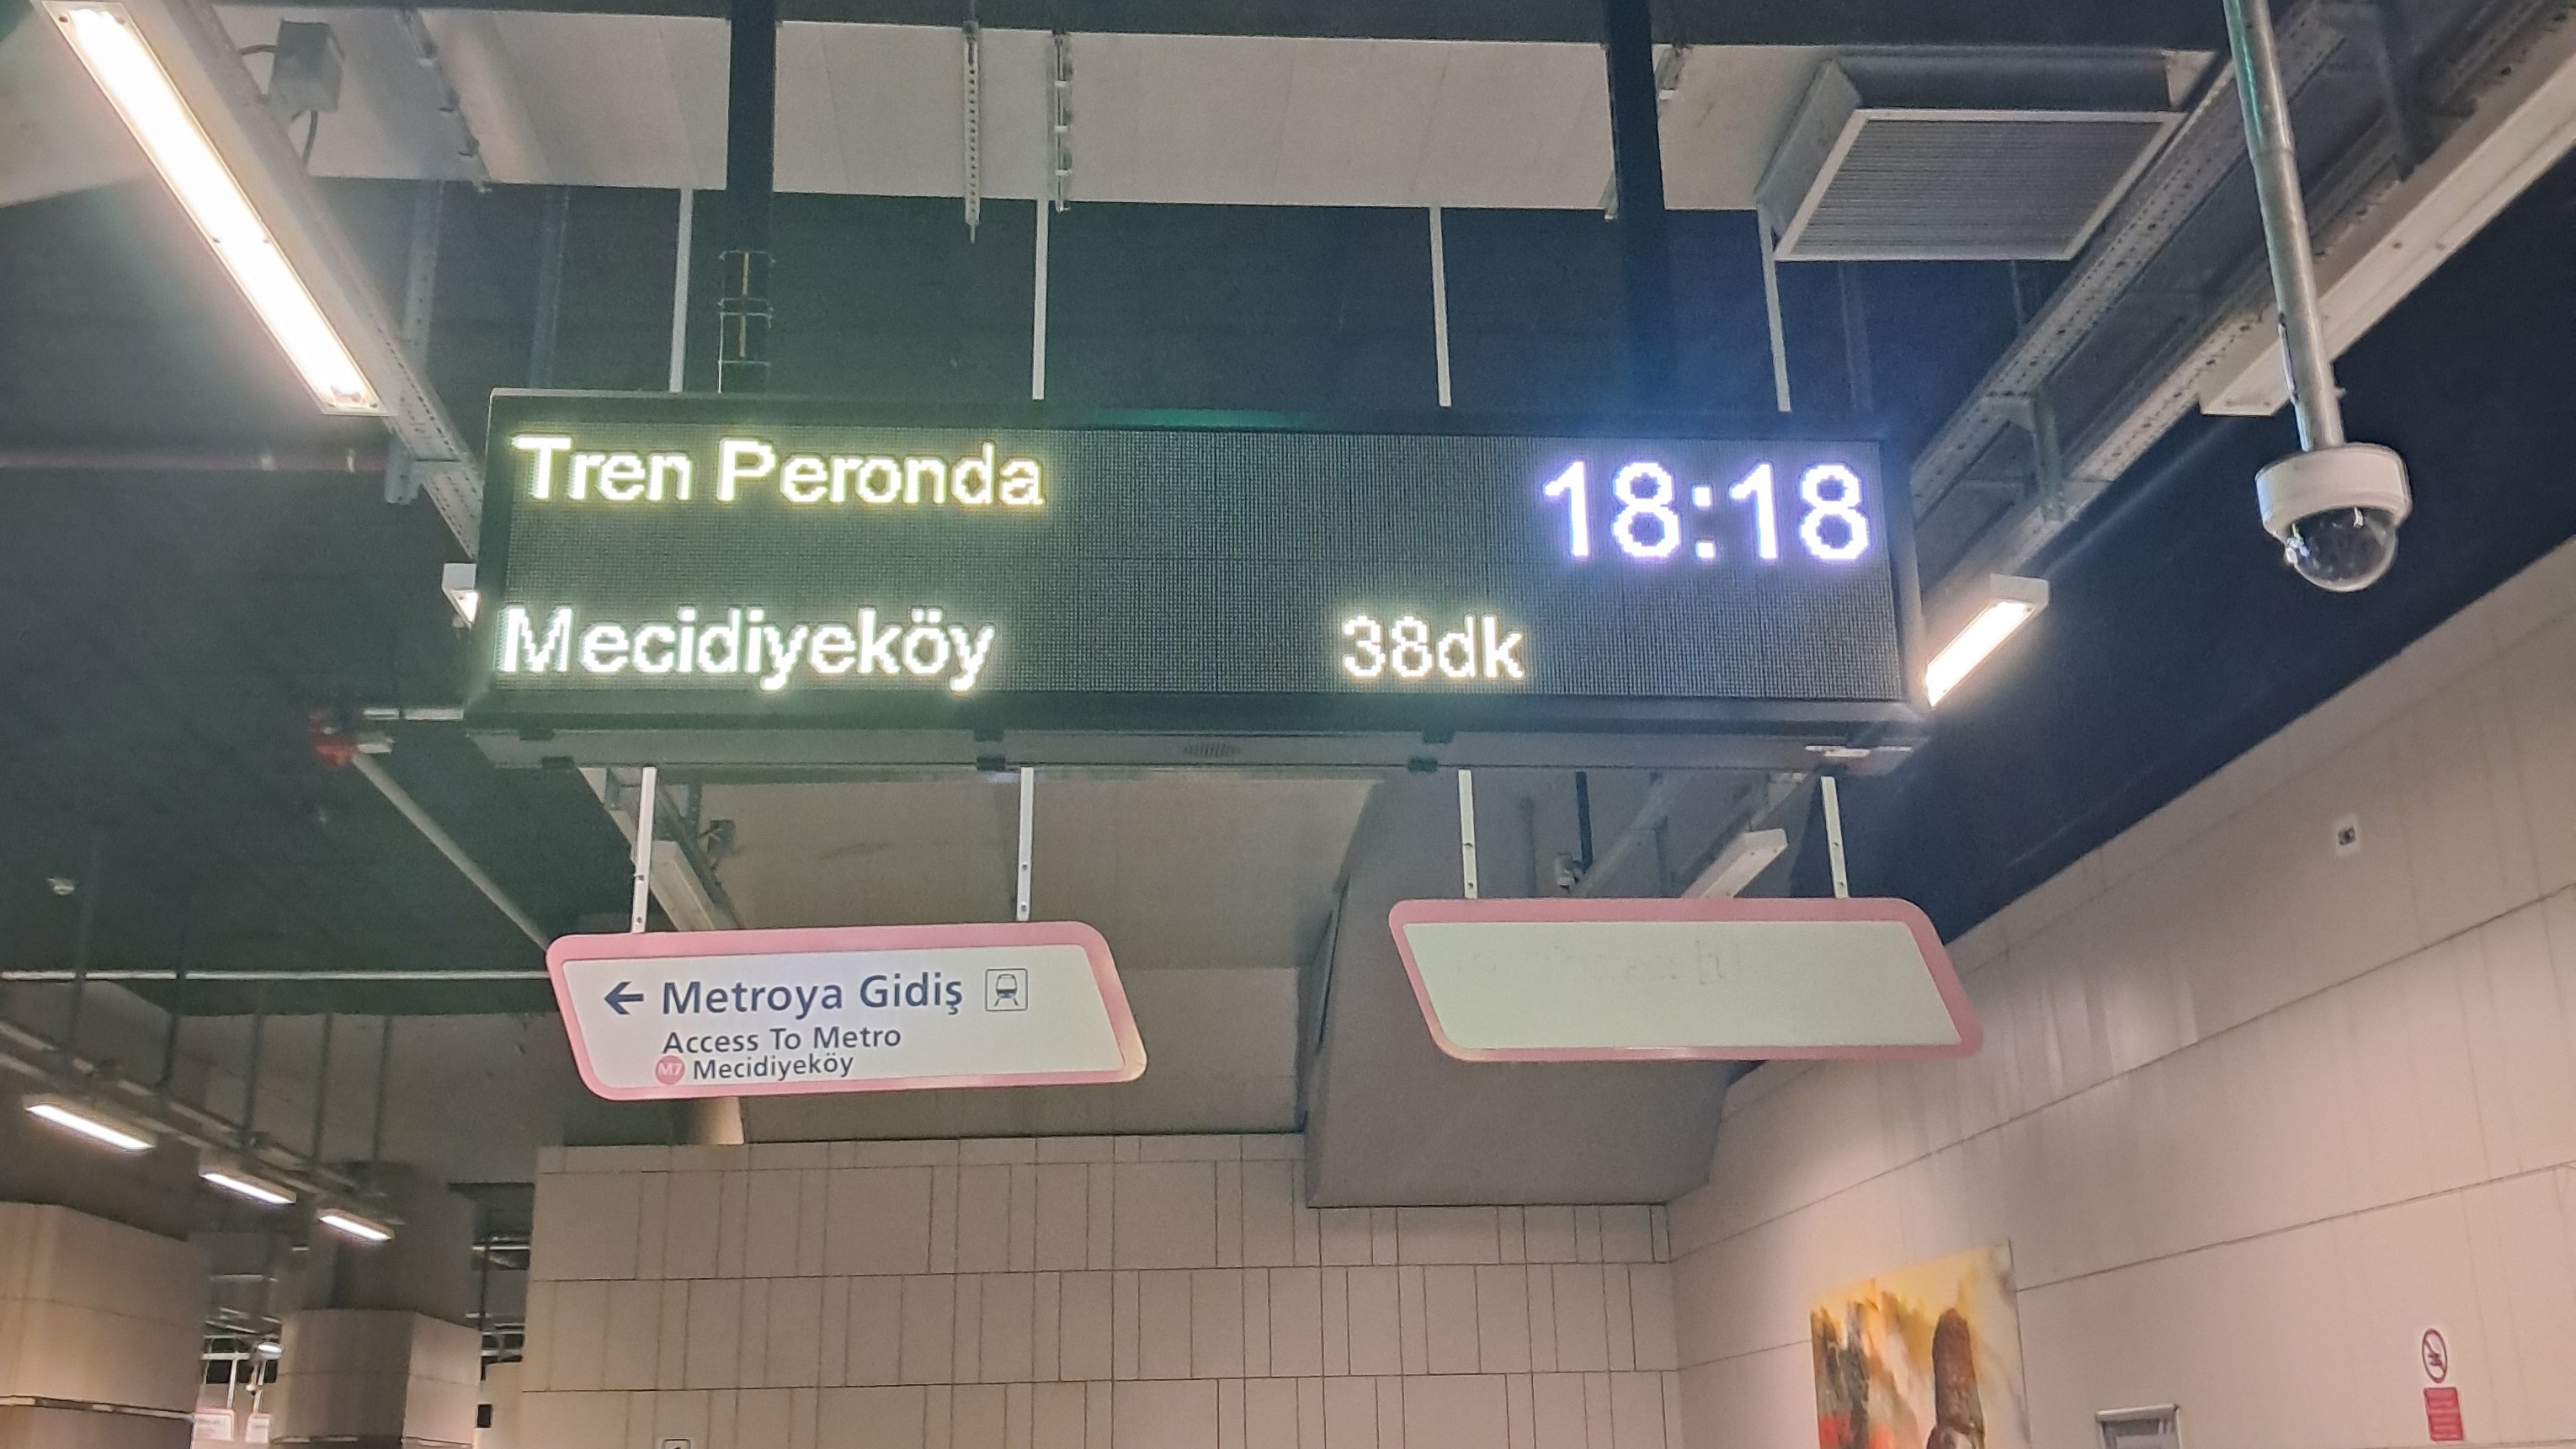 Tren Peronda
18:18
Mecidiyeköy 38dk
← Metroya Gidiş
Access To Metro
M7 Mecidiyeköy